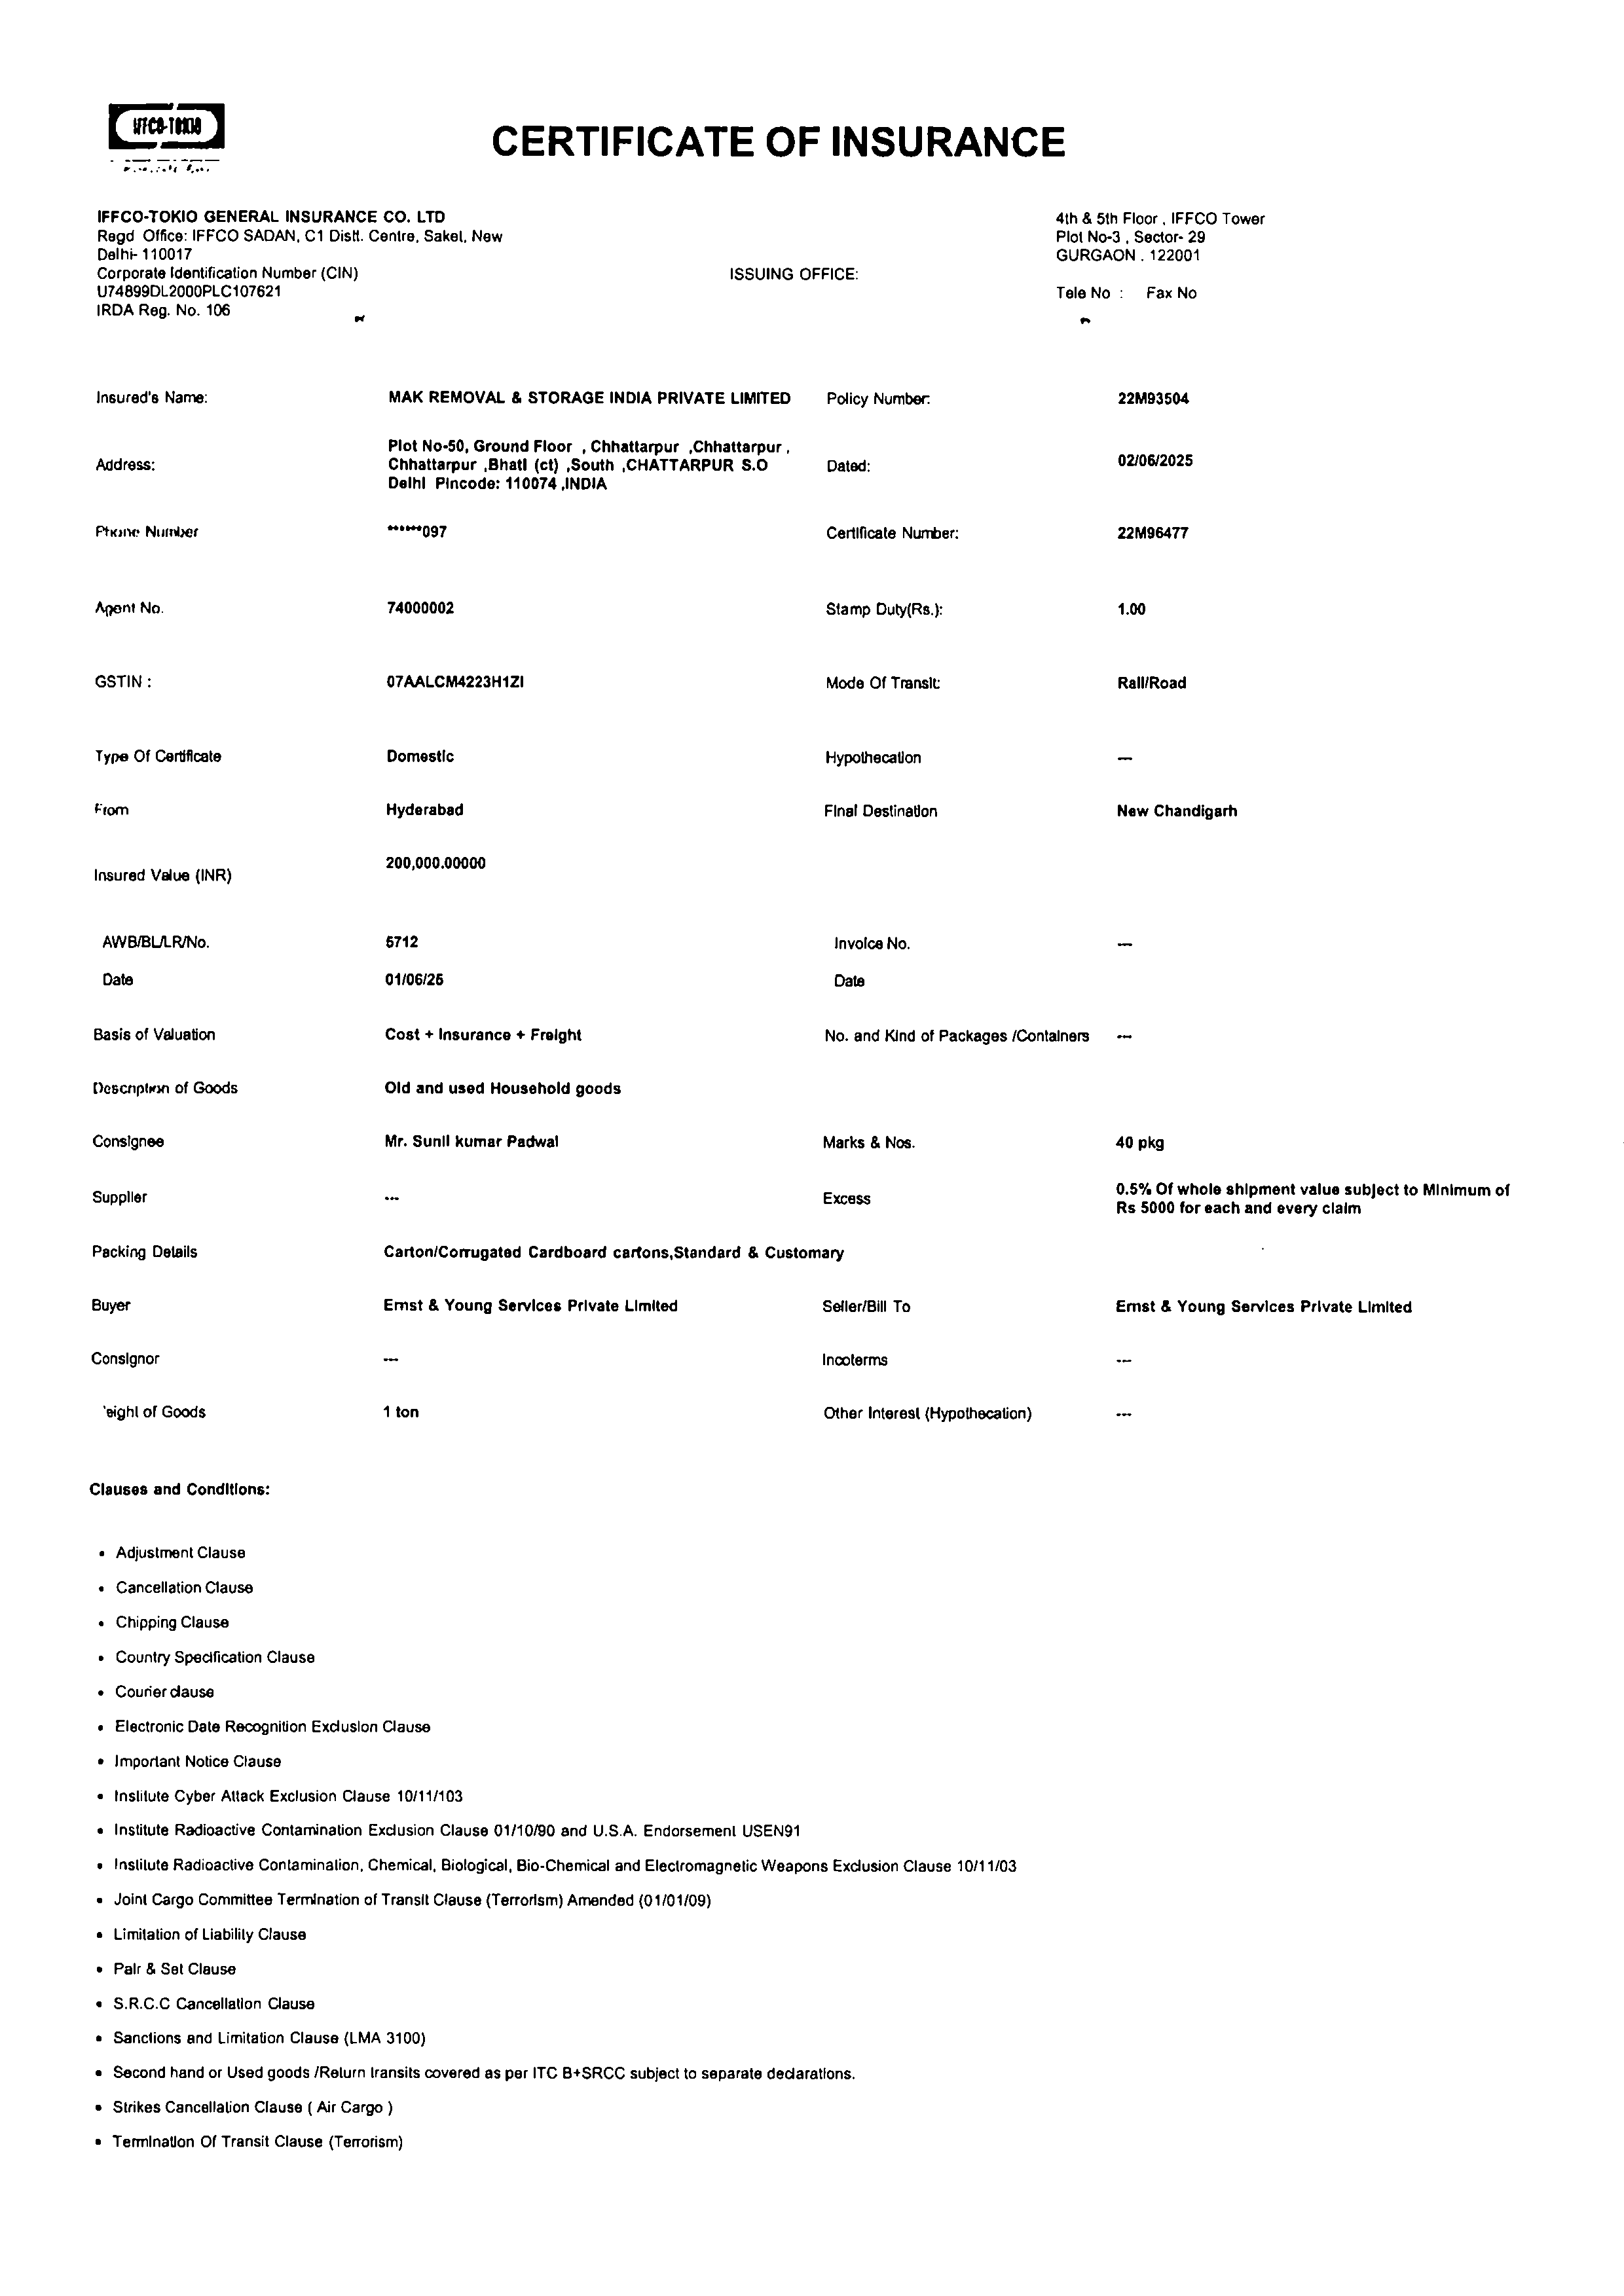 IFFCO-TOKIO
CERTIFICATE OF INSURANCE
IFFCO-TOKIO GENERAL INSURANCE CO. LTD
Regd Office: IFFCO SADAN, C1 Distt. Centre, Saket, New
Delhi- 110017
Corporate Identification Number (CIN)
U74899DL2000PLC107621
IRDA Reg. No. 106
ISSUING OFFICE:
4th & 5th Floor , IFFCO Tower
Plot No-3 , Sector- 29
GURGAON . 122001
Tele No : Fax No
Insured's Name: MAK REMOVAL & STORAGE INDIA PRIVATE LIMITED Policy Number: 22M93504
Address: Plot No-50, Ground Floor , Chhattarpur ,Chhattarpur ,
Chhattarpur ,Bhati (ct) ,South ,CHATTARPUR S.O
Delhi Pincode: 110074 ,INDIA
Dated: 02/06/2025
Phone Number ******097 Certificate Number: 22M96477
Agent No. 74000002 Stamp Duty(Rs.): 1.00
GSTIN : 07AALCM4223H1ZI Mode Of Transit: Rail/Road
Type Of Certificate Domestic Hypothecation ---
From Hyderabad Final Destination New Chandigarh
Insured Value (INR) 200,000.00000
AWB/BL/LR/No. 5712 Invoice No. ---
Date 01/06/25 Date
Basis of Valuation Cost + Insurance + Freight No. and Kind of Packages /Containers ---
Description of Goods Old and used Household goods
Consignee Mr. Sunil kumar Padwal Marks & Nos. 40 pkg
Supplier --- Excess 0.5% Of whole shipment value subject to Minimum of
Rs 5000 for each and every claim
Packing Details Carton/Corrugated Cardboard cartons,Standard & Customary
Buyer Ernst & Young Services Private Limited Seller/Bill To Ernst & Young Services Private Limited
Consignor --- Incoterms ---
eight of Goods 1 ton Other Interest (Hypothecation) ---
Clauses and Conditions:
• Adjustment Clause
• Cancellation Clause
• Chipping Clause
• Country Specification Clause
• Courier clause
• Electronic Date Recognition Exclusion Clause
• Important Notice Clause
• Institute Cyber Attack Exclusion Clause 10/11/103
• Institute Radioactive Contamination Exclusion Clause 01/10/90 and U.S.A. Endorsement USEN91
• Institute Radioactive Contamination, Chemical, Biological, Bio-Chemical and Electromagnetic Weapons Exclusion Clause 10/11/03
• Joint Cargo Committee Termination of Transit Clause (Terrorism) Amended (01/01/09)
• Limitation of Liability Clause
• Pair & Set Clause
• S.R.C.C Cancellation Clause
• Sanctions and Limitation Clause (LMA 3100)
• Second hand or Used goods /Return transits covered as per ITC B+SRCC subject to separate declarations.
• Strikes Cancellation Clause ( Air Cargo )
• Termination Of Transit Clause (Terrorism)